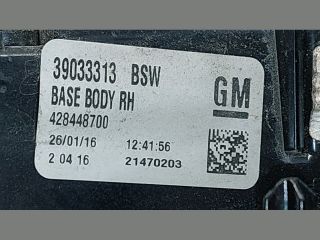 39033313 BSW
BASE BODY RH
GM
428448700
26/01/16 12:41:56
2 04 16 21470203